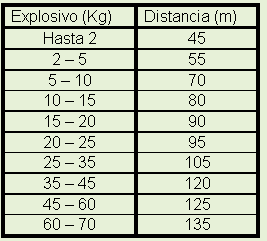 Explosivo (Kg) Distancia (m)
Hasta 2 45
2 – 5 55
5 – 10 70
10 – 15 80
15 – 20 90
20 – 25 95
25 – 35 105
35 – 45 120
45 – 60 125
60 – 70 135